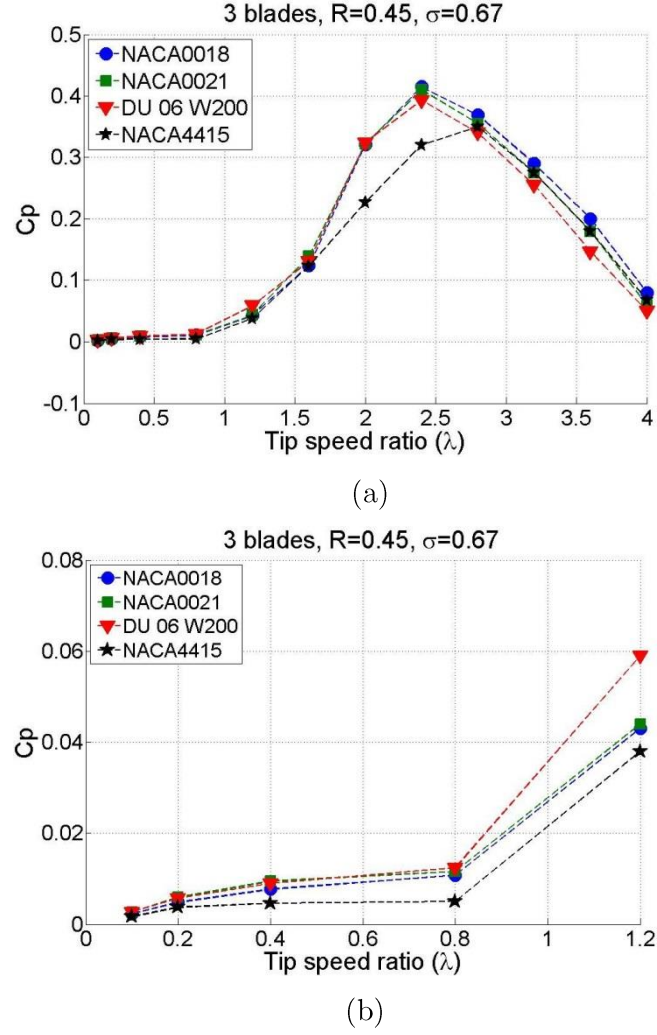 3 blades, R=0.45, σ=0.67
NACA0018
NACA0021
DU 06 W200
NACA4415
Cp
0.5
0.4
0.3
0.2
0.1
0
-0.1
0 0.5 1 1.5 2 2.5 3 3.5 4
Tip speed ratio (λ)
(a)
3 blades, R=0.45, σ=0.67
NACA0018
NACA0021
DU 06 W200
NACA4415
Cp
0.08
0.06
0.04
0.02
0
0 0.2 0.4 0.6 0.8 1 1.2
Tip speed ratio (λ)
(b)